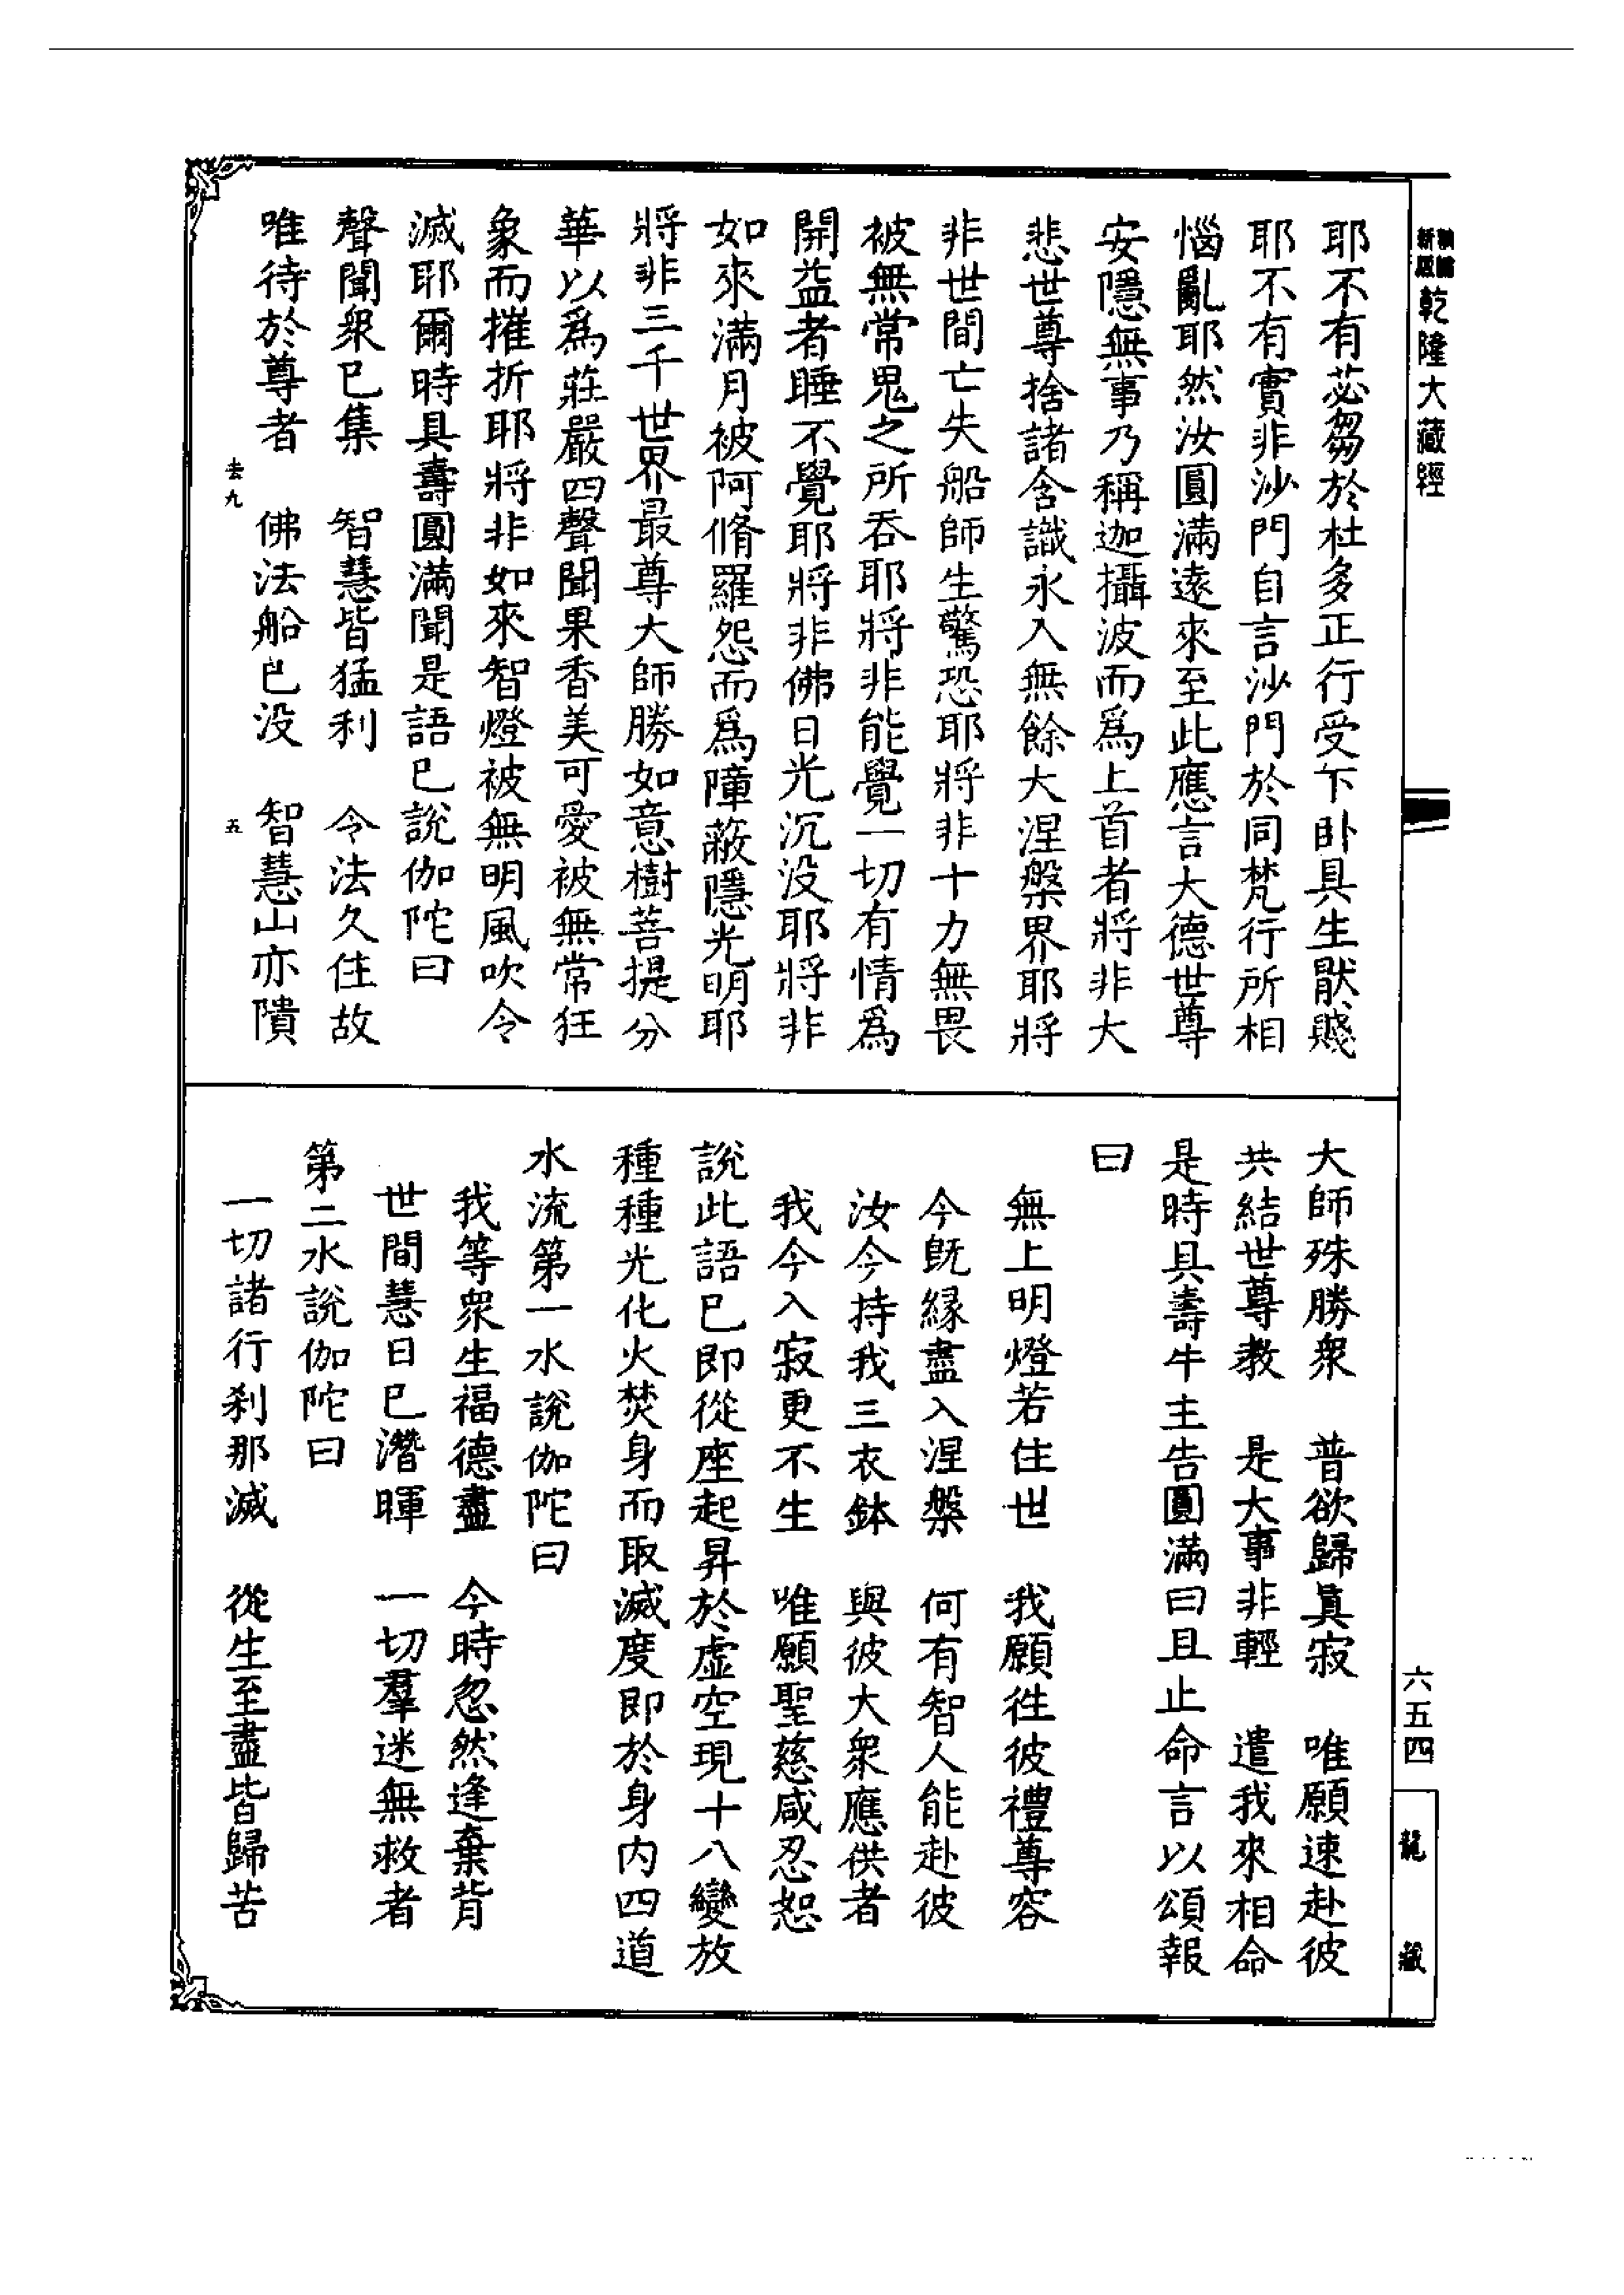 新版
乾隆大藏經
耶不有苾芻於杜多正行受下卧具生猒賤
耶不有實非沙門自言沙門於同梵行所相
惱亂耶然汝圓滿遠來至此應言大德世尊
安隱無事乃稱迦攝波而爲上首者將非大
悲世尊捨諸含識永入無餘大涅槃界耶將
非世間亡失船師生驚恐耶將非十力無畏
被無常鬼之所吞耶將非能覺一切有情爲
開益者睡不覺耶將非佛日光沉没耶將非
如來滿月被阿脩羅怨而爲障蔽隱光明耶
將非三千世界最尊大師勝如意樹菩提分
華以爲莊嚴四聲聞果香美可愛被無常狂
象而摧折耶將非如來智燈被無明風吹令
滅耶爾時具壽圓滿聞是語已說伽陀曰
聲聞衆已集　智慧皆猛利　令法久住故
唯待於尊者　佛法船已没　智慧山亦隤
去九　五
大師殊勝衆　普欲歸眞寂　唯願速赴彼
共結世尊教　是大事非輕　遣我來相命
是時具壽牛主告圓滿曰且止命言以頌報
曰
無上明燈若住世　我願徃彼禮尊容
今旣緣盡入涅槃　何有智人能赴彼
汝今持我三衣鉢　與彼大衆應供者
我今入寂更不生　唯願聖慈咸忍恕
說此語已即從座起昇於虛空現十八變放
種種光化火焚身而取滅度即於身内四道
水流第一水說伽陀曰
我等衆生福德盡　今時忽然逢棄背
世間慧日已潛暉　一切羣迷無救者
第二水說伽陀曰
一切諸行刹那滅　從生至盡皆歸苦
六五四
龍藏